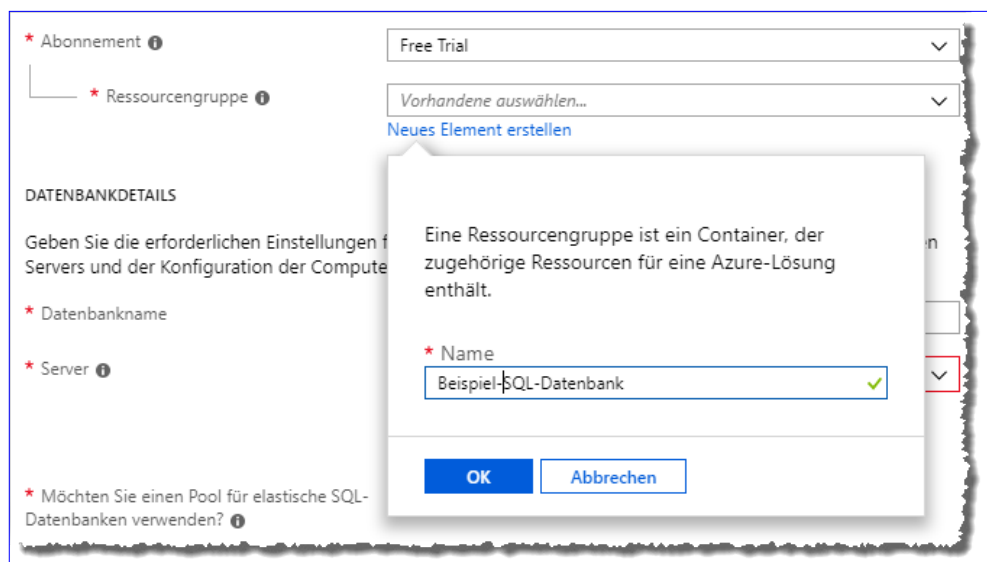 * Abonnement
Free Trial
* Ressourcengruppe
Vorhandene auswählen...
Neues Element erstellen
DATENBANKDETAILS
Geben Sie die erforderlichen Einstellungen
Servers und der Konfiguration der
* Datenbankname
* Server
* Möchten Sie einen Pool für elastische SQL-
Datenbanken verwenden?
Eine Ressourcengruppe ist ein Container, der
zugehörige Ressourcen für eine Azure-Lösung
enthält.
* Name
Beispiel-SQL-Datenbank
OK
Abbrechen